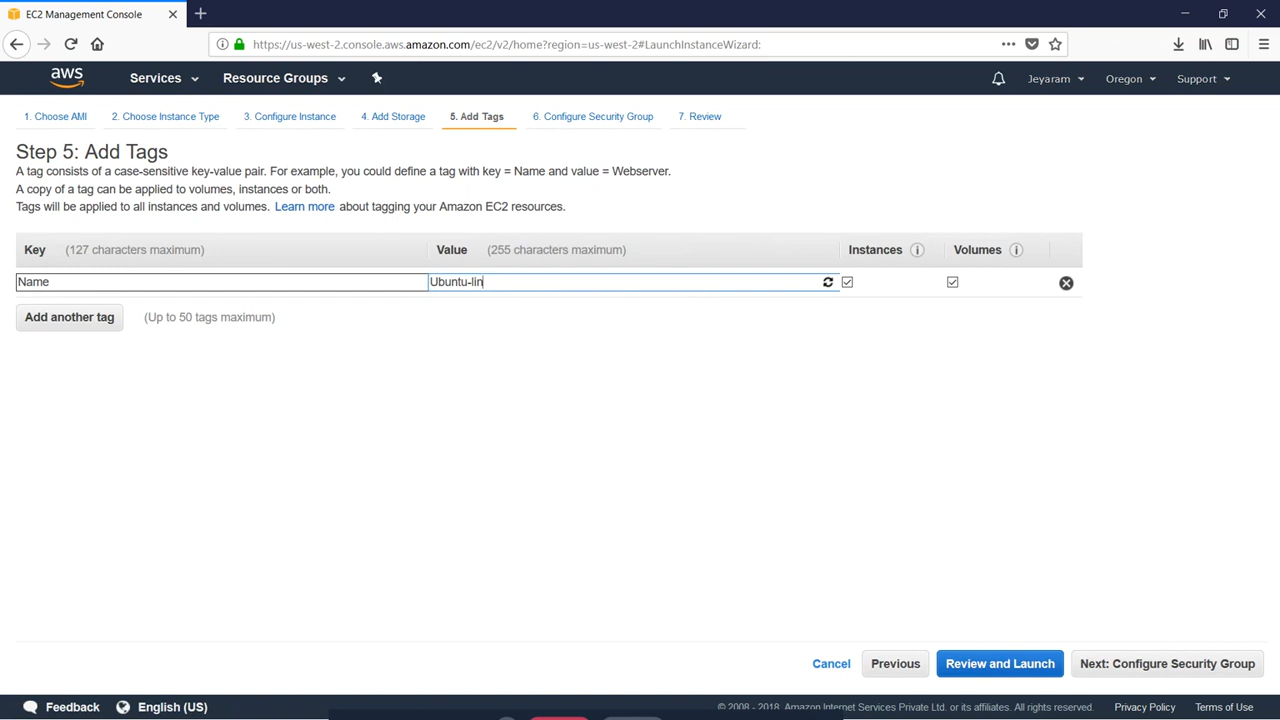 EC2 Management Console
https://us-west-2.console.aws.amazon.com/ec2/v2/home?region=us-west-2#LaunchInstanceWizard:
aws Services Resource Groups Jeyaram Oregon Support
1. Choose AMI 2. Choose Instance Type 3. Configure Instance 4. Add Storage 5. Add Tags 6. Configure Security Group 7. Review
Step 5: Add Tags
A tag consists of a case-sensitive key-value pair. For example, you could define a tag with key = Name and value = Webserver.
A copy of a tag can be applied to volumes, instances or both.
Tags will be applied to all instances and volumes. Learn more about tagging your Amazon EC2 resources.
Key (127 characters maximum) Value (255 characters maximum) Instances Volumes
Name Ubuntu-lin
Add another tag (Up to 50 tags maximum)
Cancel Previous Review and Launch Next: Configure Security Group
Feedback English (US) © 2008 - 2018, Amazon Internet Services Private Ltd. or its affiliates. All rights reserved. Privacy Policy Terms of Use